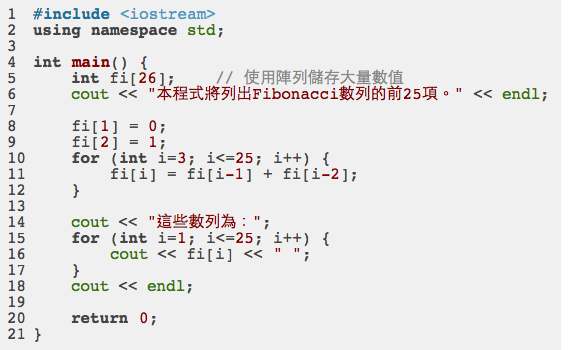 1 #include <iostream>
2 using namespace std;
3
4 int main() {
5     int fi[26];    // 使用陣列儲存大量數值
6     cout << "本程式將列出Fibonacci數列的前25項。" << endl;
7
8     fi[1] = 0;
9     fi[2] = 1;
10     for (int i=3; i<=25; i++) {
11         fi[i] = fi[i-1] + fi[i-2];
12     }
13
14     cout << "這些數列為：";
15     for (int i=1; i<=25; i++) {
16         cout << fi[i] << " ";
17     }
18     cout << endl;
19
20     return 0;
21 }